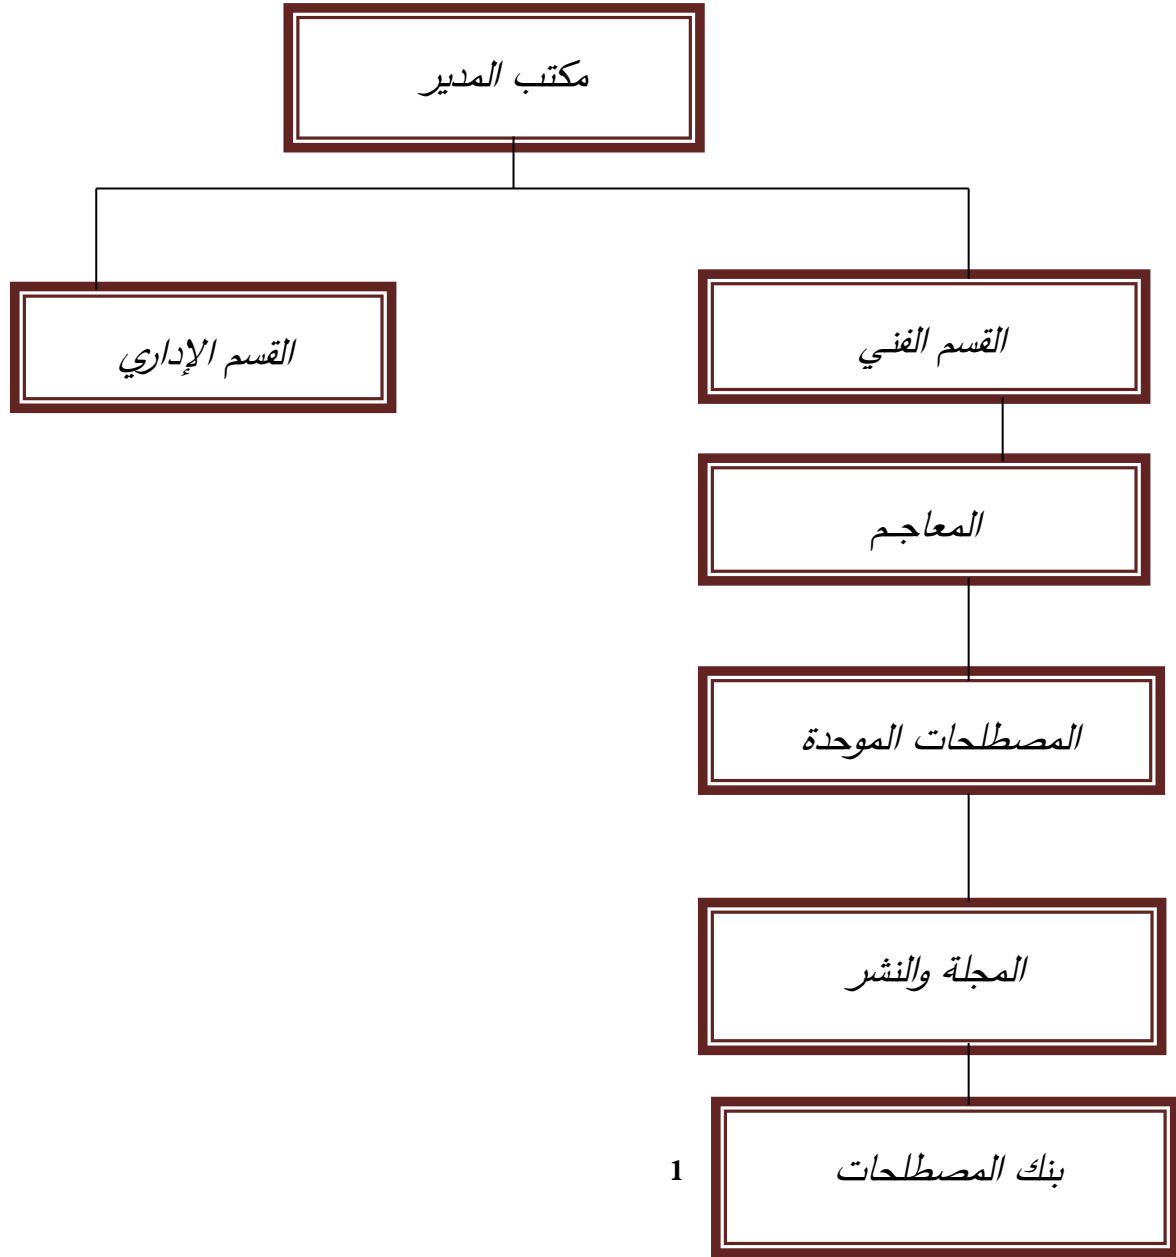 مكتب المدير
القسم الفني
القسم الإداري
المعاجم
المصطلحات الموحدة
المجلة والنشر
بنك المصطلحات
1